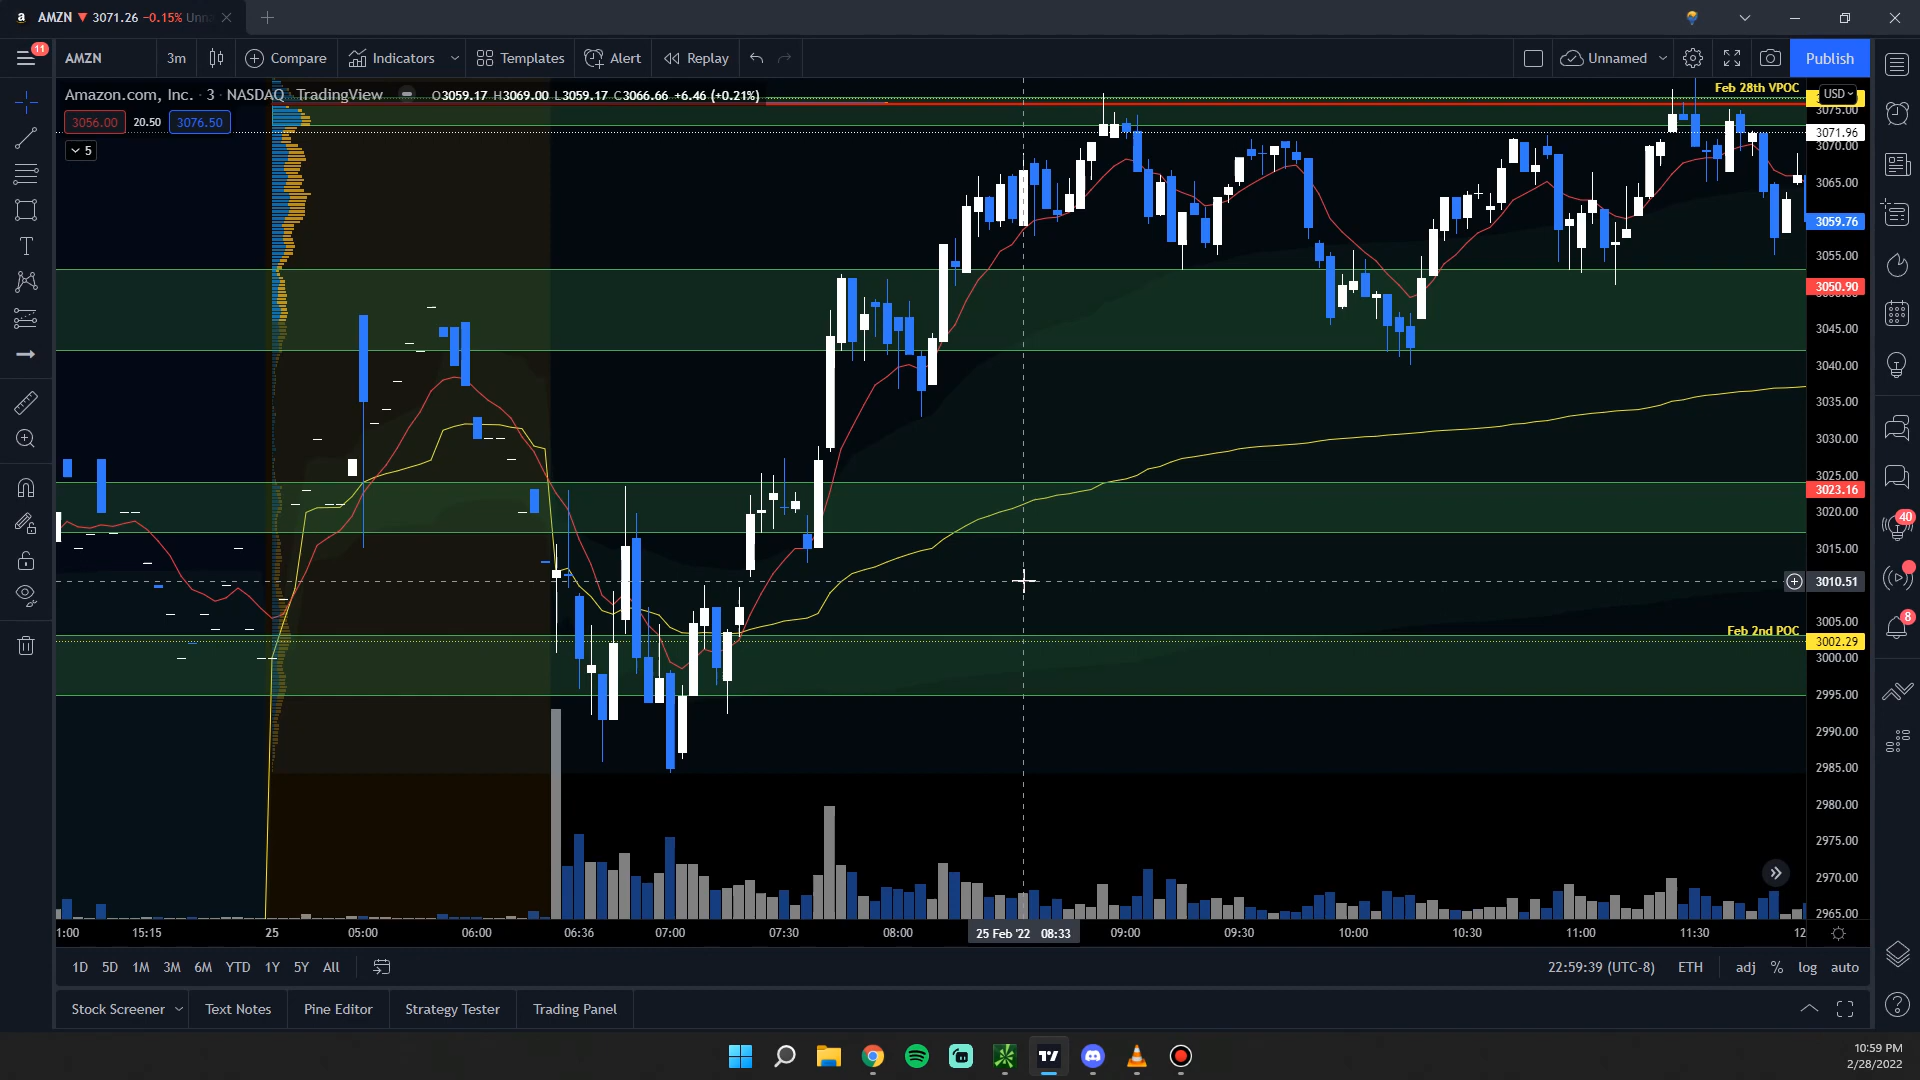 AMZN ▼ 3071.26 −0.15% Unn
11
AMZN 3m Compare Indicators Templates Alert Replay Unnamed Publish
Amazon.com, Inc. · 3 · NASDAQ TradingView O3059.17 H3069.00 L3059.17 C3066.66 +6.46 (+0.21%)
3056.00 20.50 3076.50
5
Feb 28th VPOC
USD
3075.00
3071.96
3070.00
3065.00
3059.76
3055.00
3050.90
3045.00
3040.00
3035.00
3030.00
3025.00
3023.16
3020.00
3015.00
3010.51
3005.00
Feb 2nd POC
3002.29
3000.00
2995.00
2990.00
2985.00
2980.00
2975.00
2970.00
2965.00
40
8
1:00 15:15 25 05:00 06:00 06:36 07:00 07:30 08:00 25 Feb '22 08:33 09:00 09:30 10:00 10:30 11:00 11:30 12
1D 5D 1M 3M 6M YTD 1Y 5Y All 22:59:39 (UTC-8) ETH adj % log auto
Stock Screener Text Notes Pine Editor Strategy Tester Trading Panel
10:59 PM
2/28/2022